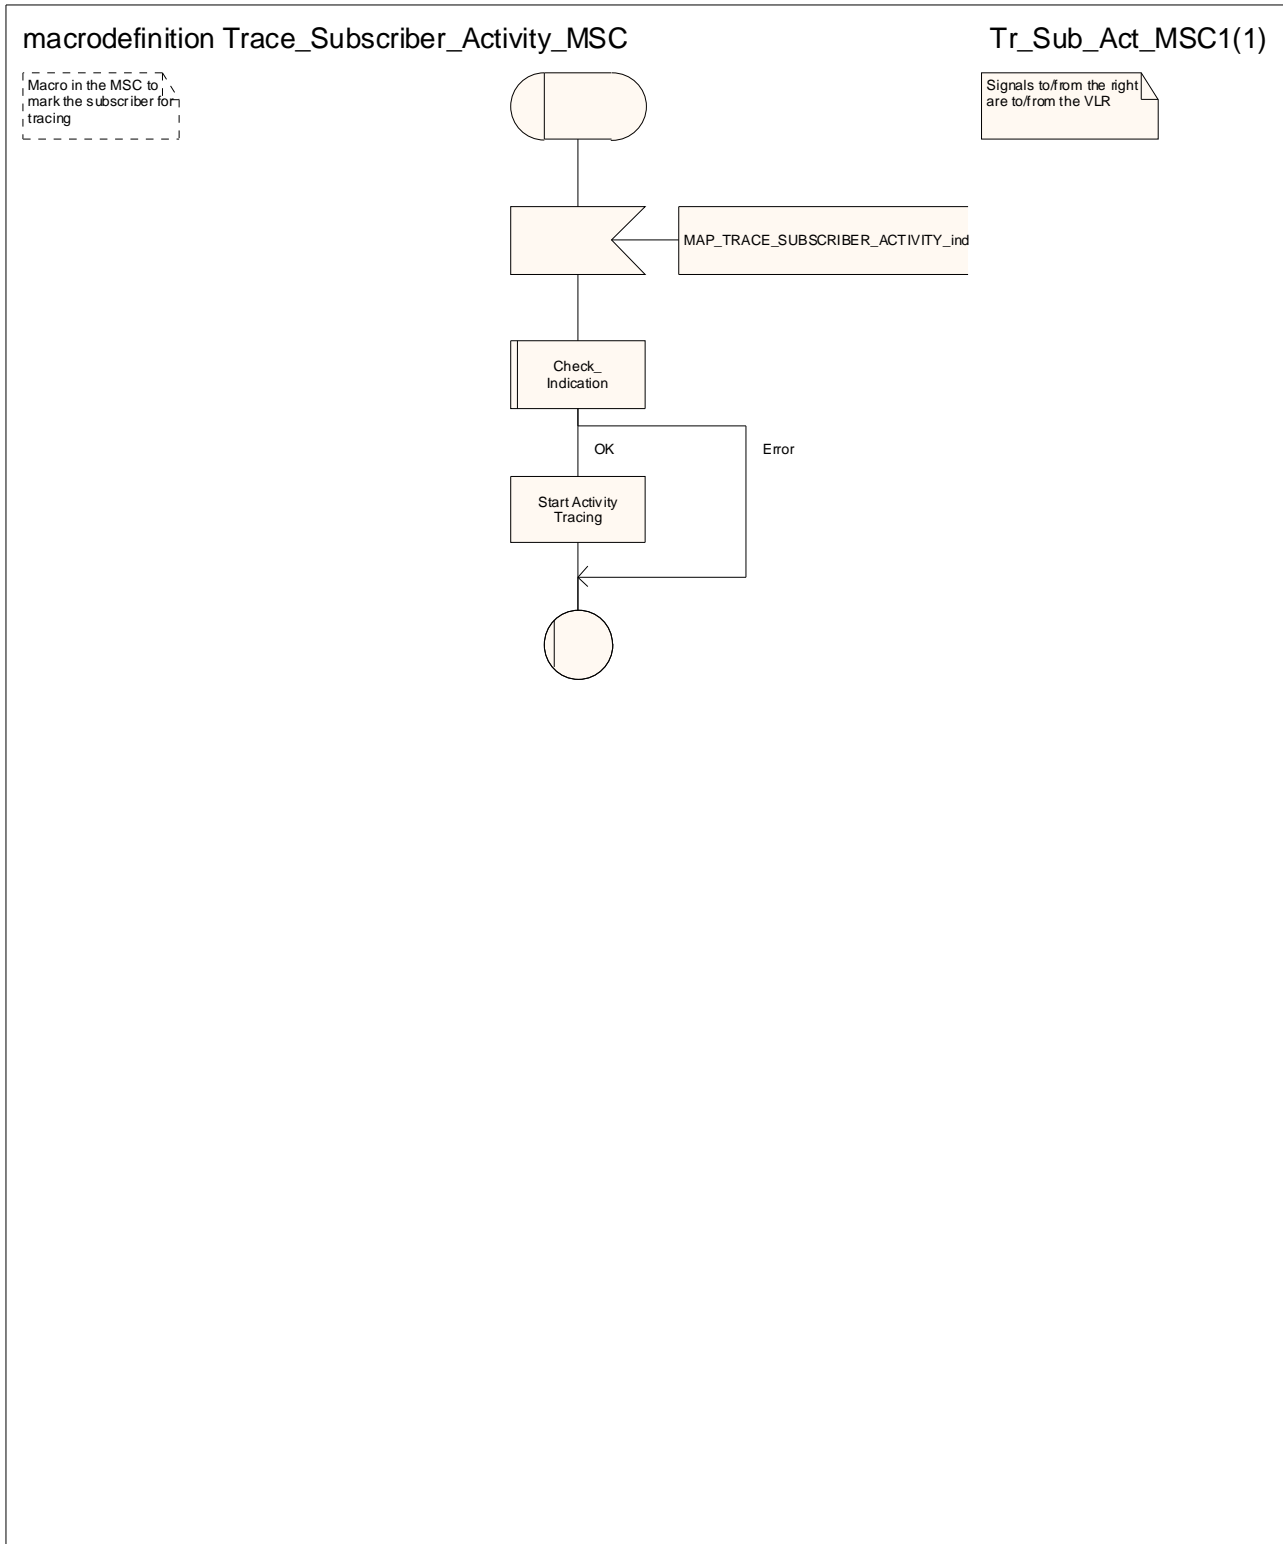 macrodefinition Trace_Subscriber_Activity_MSC
Tr_Sub_Act_MSC1(1)
Macro in the MSC to
mark the subscriber for
tracing
Signals to/from the right
are to/from the VLR
MAP_TRACE_SUBSCRIBER_ACTIVITY_ind
Check_
Indication
OK
Error
Start Activity
Tracing